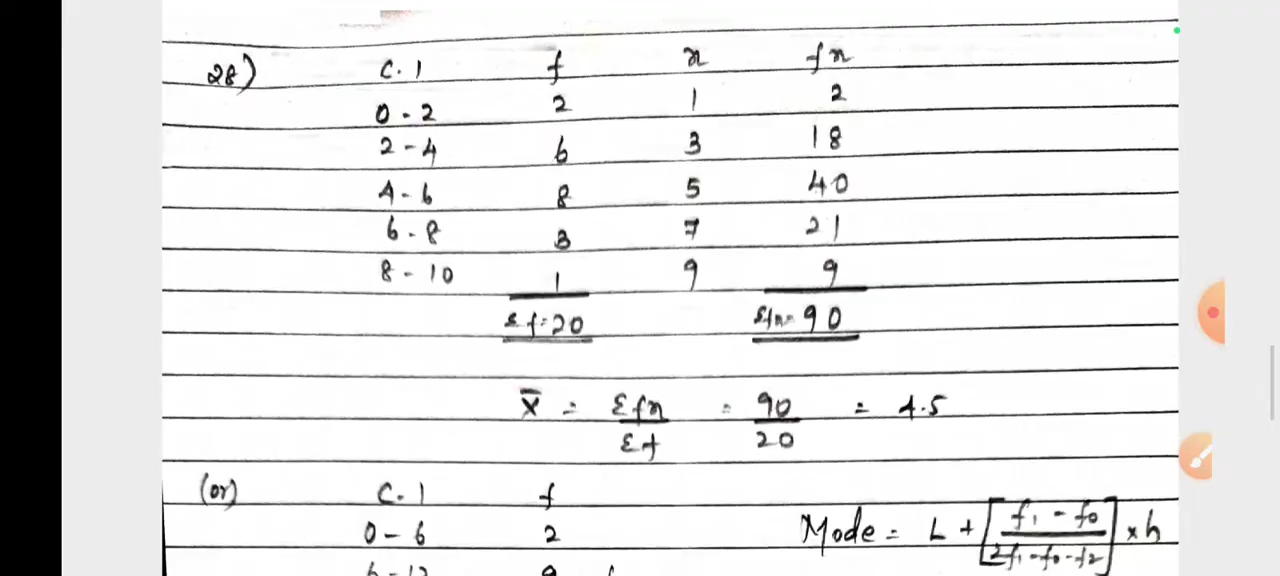 28) C.I f x fx
0 - 2 2 1 2
2 - 4 6 3 18
4 - 6 8 5 40
6 - 8 3 7 21
8 - 10 1 9 9
Σf=20 Σfx=90
X̄ = Σfx/Σf = 90/20 = 4.5
(or) C.I f
0 - 6 2
Mode = L + [f₁ - f₀ / 2f₁ - f₀ - f₂] × h
6 - 12